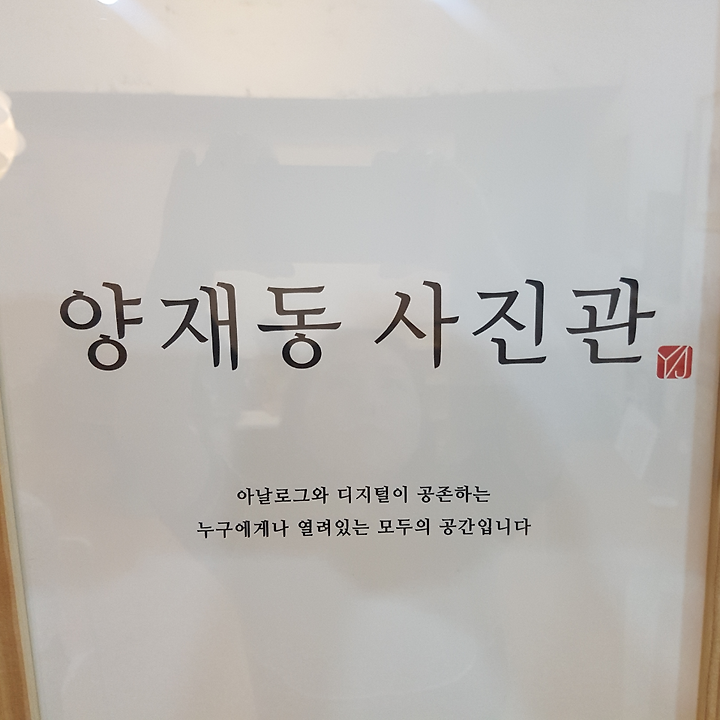 양재동 사진관
YJ
아날로그와 디지털이 공존하는
누구에게나 열려있는 모두의 공간입니다